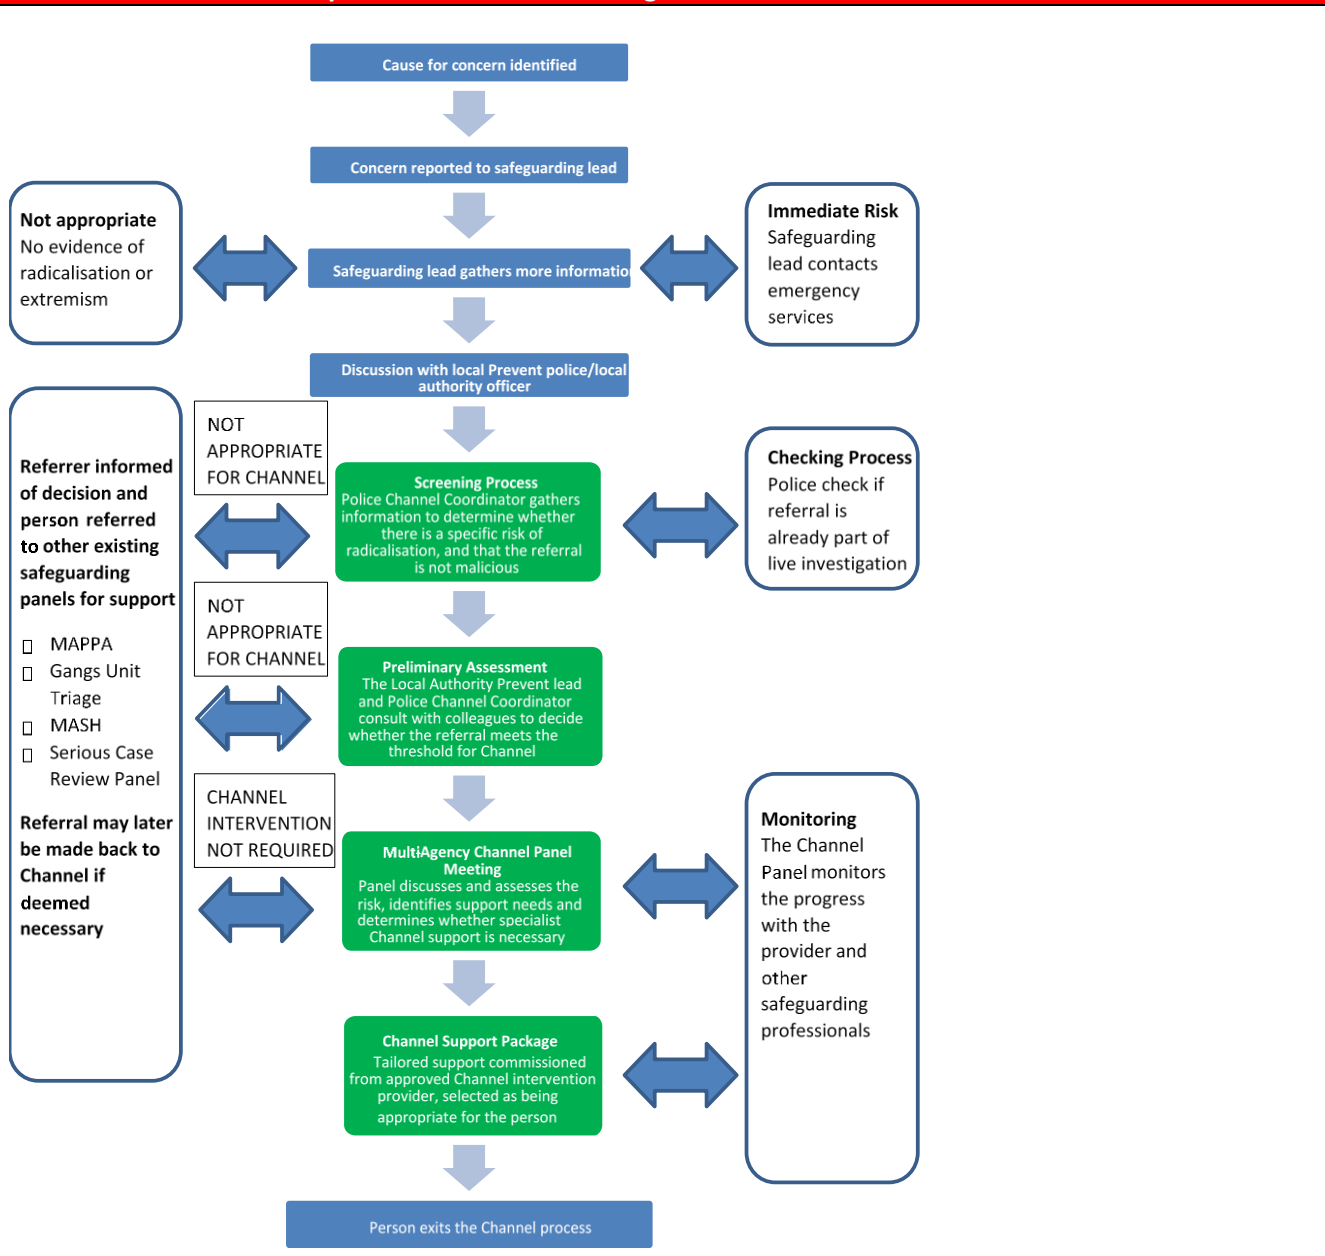 Cause for concern identified
Concern reported to safeguarding lead
Not appropriate
No evidence of
radicalisation or
extremism
Safeguarding lead gathers more information
Immediate Risk
Safeguarding
lead contacts
emergency
services
Discussion with local Prevent police/local
authority officer
Referrer informed
of decision and
person referred
to other existing
safeguarding
panels for support
MAPPA
Gangs Unit
Triage
MASH
Serious Case
Review Panel
Referral may later
be made back to
Channel if
deemed
necessary
NOT
APPROPRIATE
FOR CHANNEL
Screening Process
Police Channel Coordinator gathers
information to determine whether
there is a specific risk of
radicalisation, and that the referral
is not malicious
Checking Process
Police check if
referral is
already part of
live investigation
NOT
APPROPRIATE
FOR CHANNEL
Preliminary Assessment
The Local Authority Prevent lead
and Police Channel Coordinator
consult with colleagues to decide
whether the referral meets the
threshold for Channel
CHANNEL
INTERVENTION
NOT REQUIRED
Multi-Agency Channel Panel
Meeting
Panel discusses and assesses the
risk, identifies support needs and
determines whether specialist
Channel support is necessary
Monitoring
The Channel
Panel monitors
the progress
with the
provider and
other
safeguarding
professionals
Channel Support Package
Tailored support commissioned
from approved Channel intervention
provider, selected as being
appropriate for the person
Person exits the Channel process